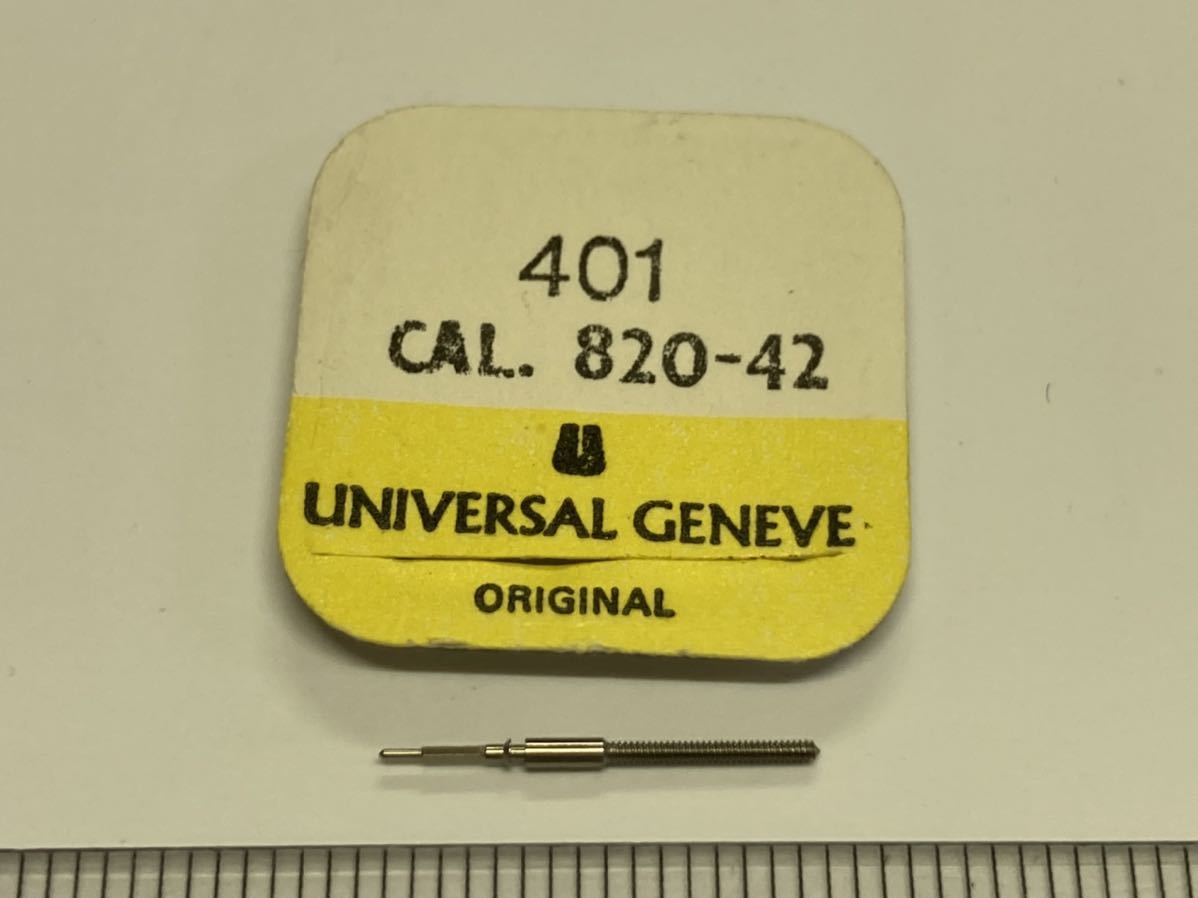 401
CAL. 820-42
UNIVERSAL GENEVE
ORIGINAL